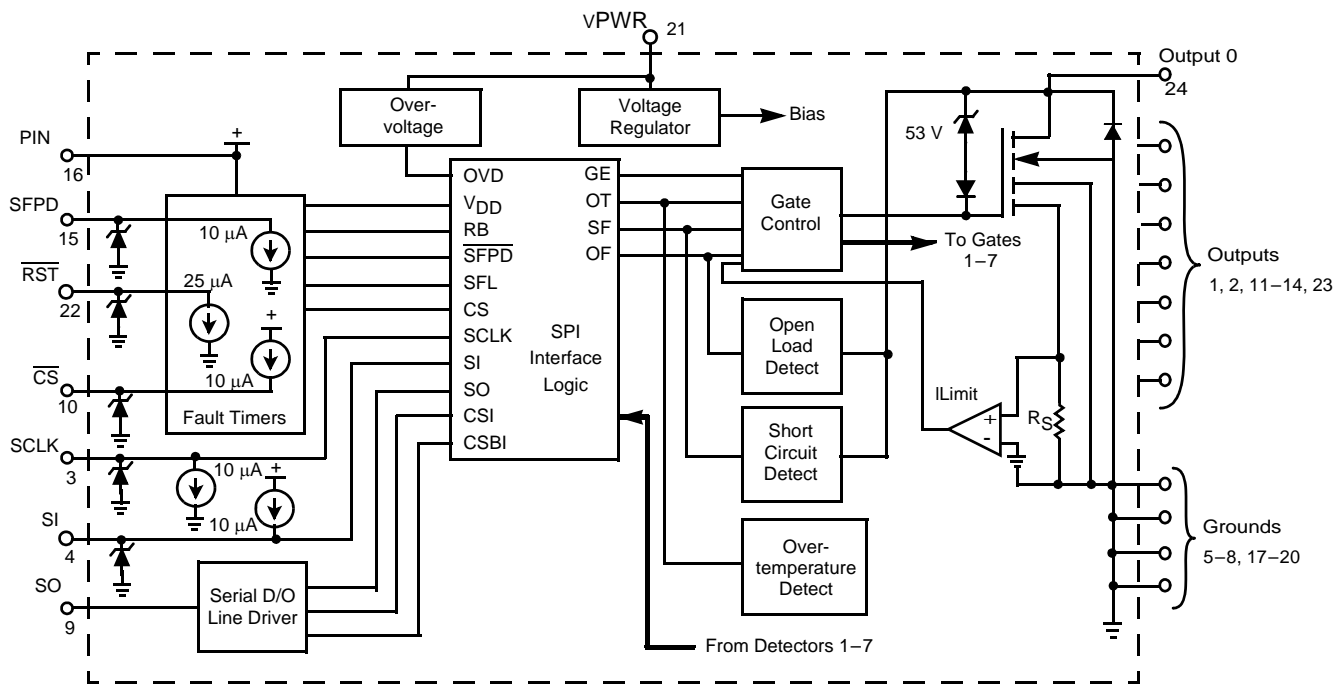 VPWR
21
Output 0
24
Over-
voltage
Voltage
Regulator
Bias
53 V
PIN
16
+
SFPD
15
10 μA
RST
22
25 μA
+
CS
10
10 μA
Fault Timers
SCLK
3
10 μA
+
SI
4
10 μA
SO
9
Serial D/O
Line Driver
OVD
VDD
RB
SFPD
SFL
CS
SCLK
SI
SO
CSI
CSBI
GE
OT
SF
OF
SPI
Interface
Logic
Gate
Control
To Gates
1–7
Open
Load
Detect
Short
Circuit
Detect
Over-
temperature
Detect
From Detectors 1–7
ILimit
+
-
RS
Outputs
1, 2, 11–14, 23
Grounds
5–8, 17–20